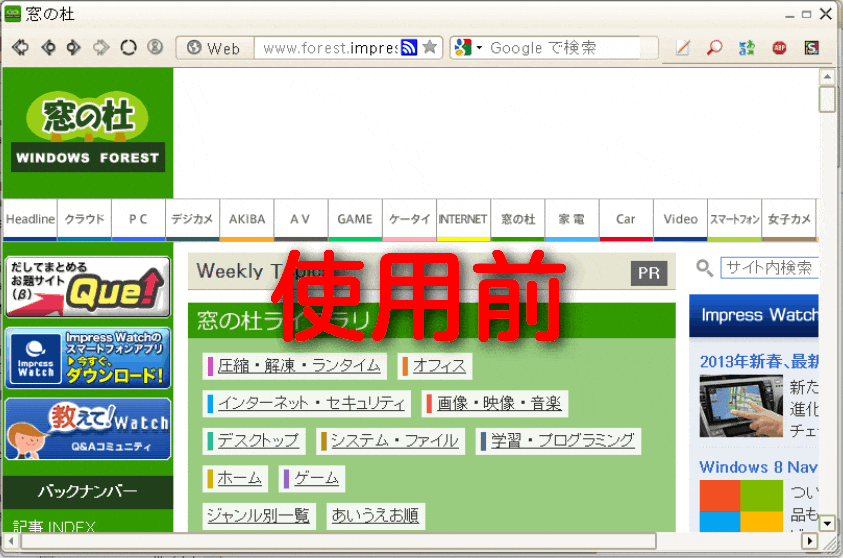 窓の杜
Web
www.forest.impres
Google で検索
窓の杜
WINDOWS FOREST
Headline
クラウド
PC
デジカメ
AKIBA
AV
GAME
ケータイ
INTERNET
窓の杜
家電
Car
Video
スマートフォン
女子カメ
だしてまとめる
お題サイト
(β)
Que!
Impress Watchの
スマートフォンアプリ
今すぐ、
ダウンロード!
Impress
Watch
教えて!Watch
Q&Aコミュニティ
バックナンバー
記事 INDEX
Weekly Topics
PR
使用前
窓の杜ライブラリ
圧縮・解凍・ランタイム
オフィス
インターネット・セキュリティ
画像・映像・音楽
デスクトップ
システム・ファイル
学習・プログラミング
ホーム
ゲーム
ジャンル別一覧
あいうえお順
サイト内検索
Impress Watch
2013年新春、最新
新た
進化
チェ
Windows 8 Nav
つい
品も